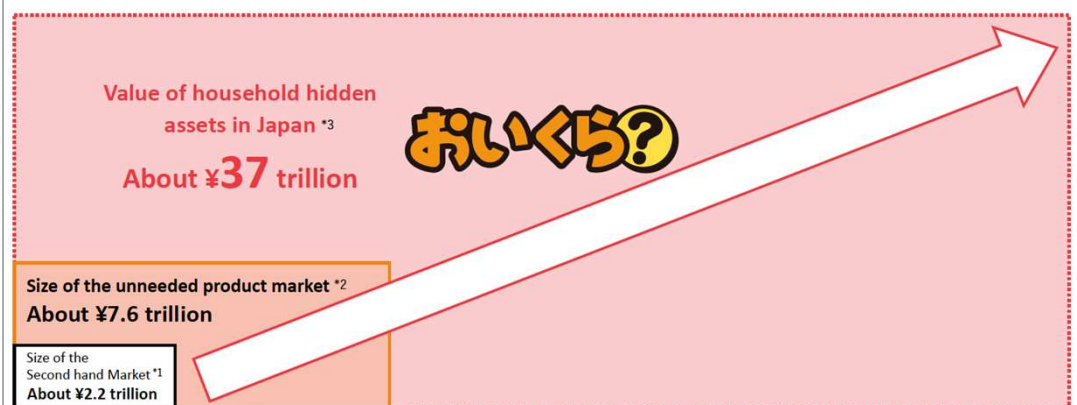 Value of household hidden
assets in Japan *3
About ¥37 trillion
おいくら?
Size of the unneeded product market *2
About ¥7.6 trillion
Size of the
Second hand Market *1
About ¥2.2 trillion